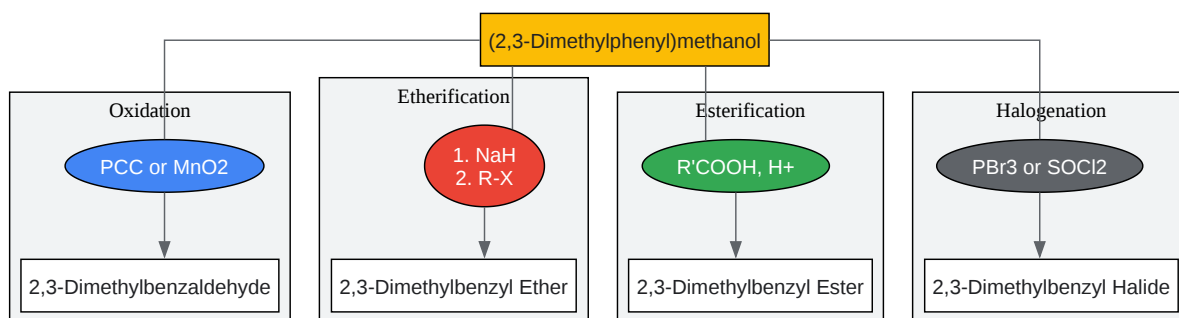 (2,3-Dimethylphenyl)methanol
Oxidation
PCC or MnO2
2,3-Dimethylbenzaldehyde
Etherification
1. NaH
2. R-X
2,3-Dimethylbenzyl Ether
Esterification
R'COOH, H+
2,3-Dimethylbenzyl Ester
Halogenation
PBr3 or SOCl2
2,3-Dimethylbenzyl Halide